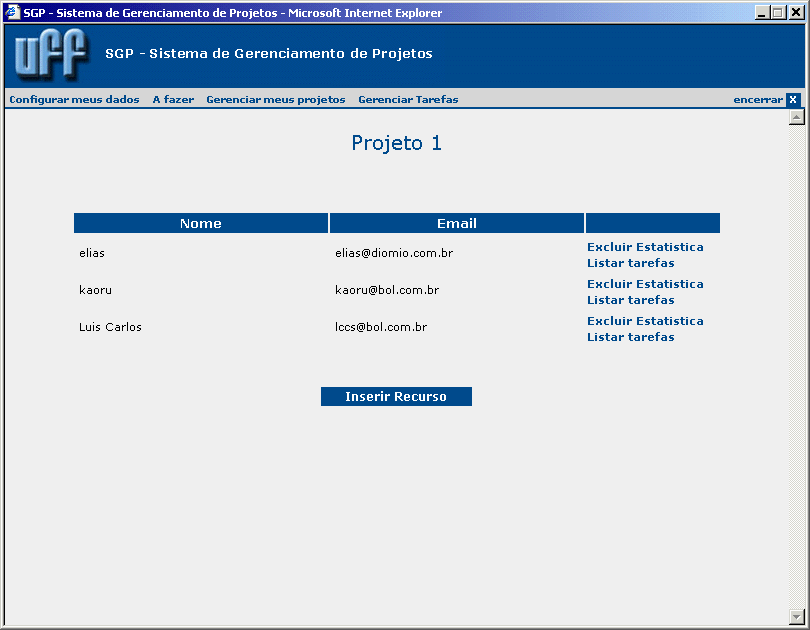 SGP - Sistema de Gerenciamento de Projetos - Microsoft Internet Explorer
uff SGP - Sistema de Gerenciamento de Projetos
Configurar meus dados A fazer Gerenciar meus projetos Gerenciar Tarefas encerrar X
Projeto 1
Nome Email
elias elias@diomio.com.br Excluir Estatistica
Listar tarefas
kaoru kaoru@bol.com.br Excluir Estatistica
Listar tarefas
Luis Carlos lccs@bol.com.br Excluir Estatistica
Listar tarefas
Inserir Recurso